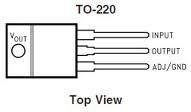 TO-220
VOUT
INPUT
OUTPUT
ADJ/GND
Top View